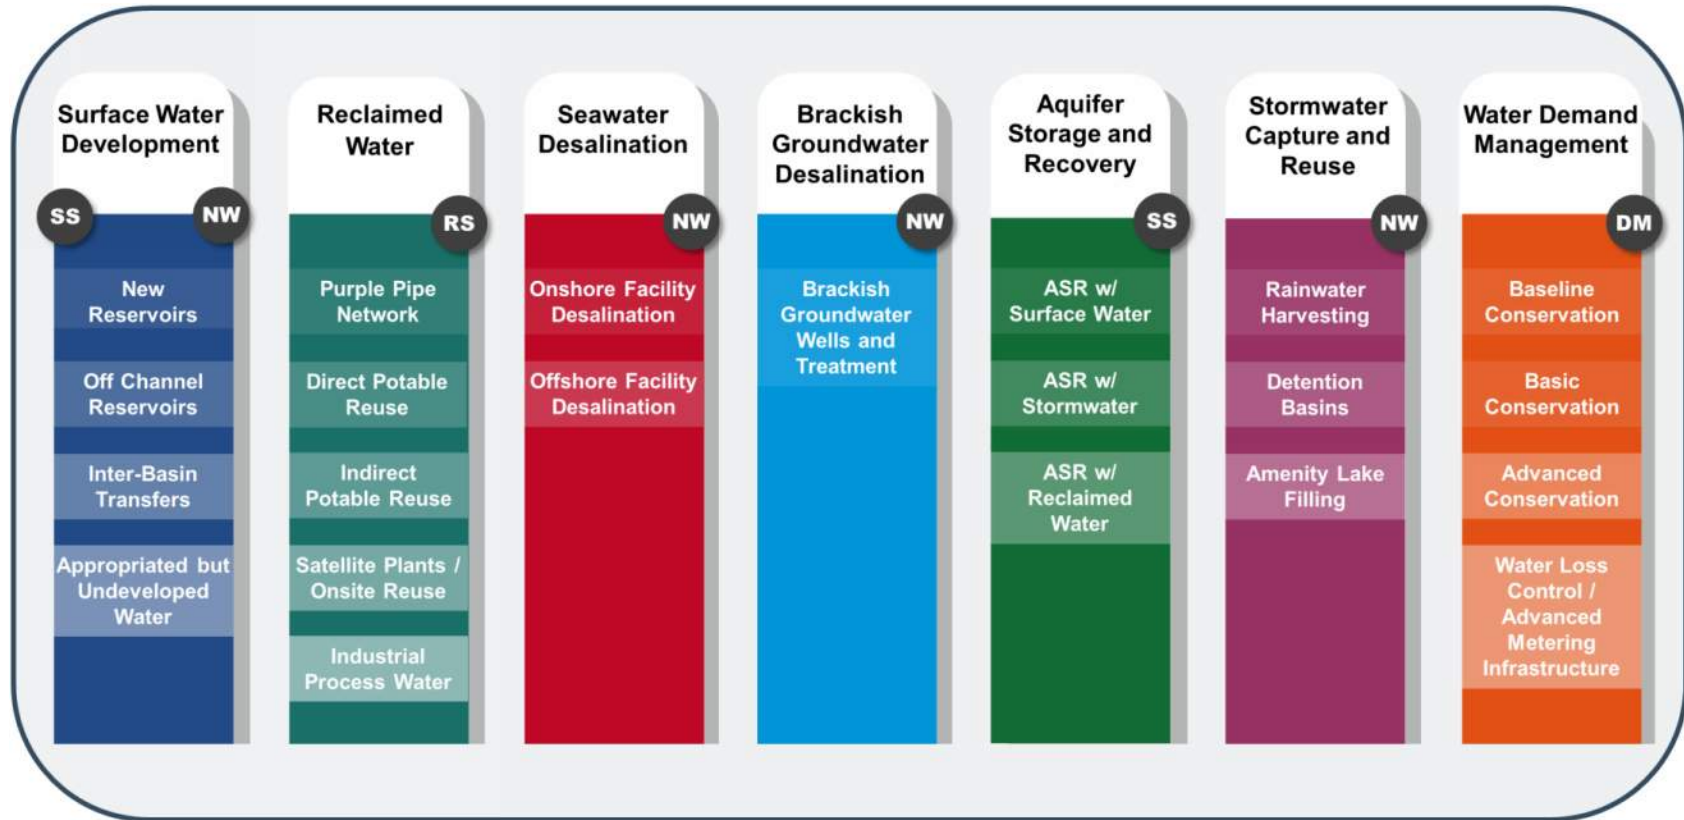 Surface Water
Development
SS
NW
New
Reservoirs
Off Channel
Reservoirs
Inter-Basin
Transfers
Appropriated but
Undeveloped
Water
Reclaimed
Water
RS
Purple Pipe
Network
Direct Potable
Reuse
Indirect
Potable Reuse
Satellite Plants /
Onsite Reuse
Industrial
Process Water
Seawater
Desalination
NW
Onshore Facility
Desalination
Offshore Facility
Desalination
Brackish
Groundwater
Desalination
NW
Brackish
Groundwater
Wells and
Treatment
Aquifer
Storage and
Recovery
SS
ASR w/
Surface Water
ASR w/
Stormwater
ASR w/
Reclaimed
Water
Stormwater
Capture and
Reuse
NW
Rainwater
Harvesting
Detention
Basins
Amenity Lake
Filling
Water Demand
Management
DM
Baseline
Conservation
Basic
Conservation
Advanced
Conservation
Water Loss
Control /
Advanced
Metering
Infrastructure